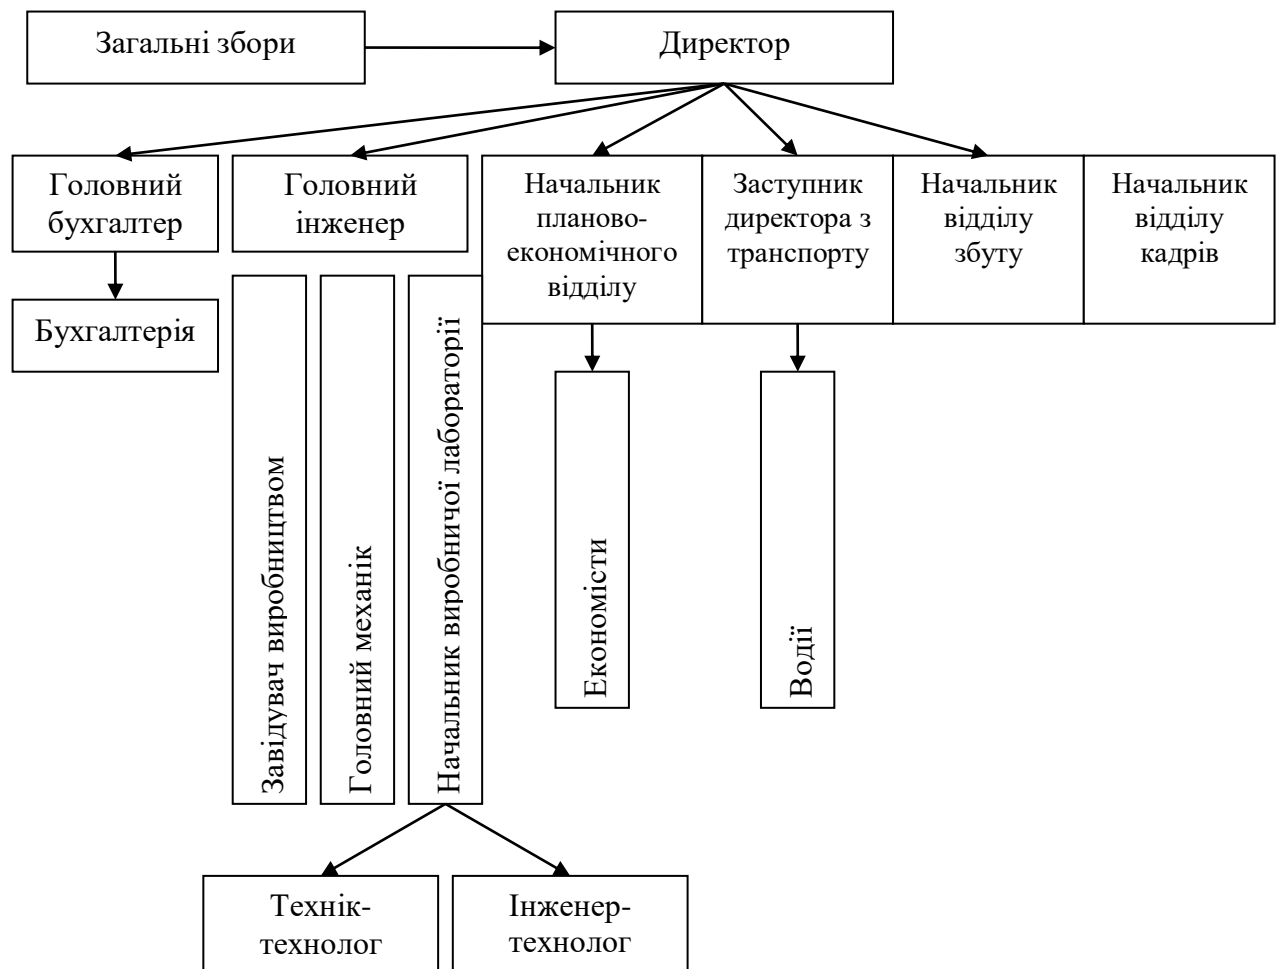 Загальні збори
Директор
Головний
бухгалтер
Головний
інженер
Начальник
планово-
економічного
відділу
Заступник
директора з
транспорту
Начальник
відділу
збуту
Начальник
відділу
кадрів
Бухгалтерія
Завідувач виробництвом
Головний механік
Начальник виробничої лабораторії
Економісти
Водії
Технік-
технолог
Інженер-
технолог